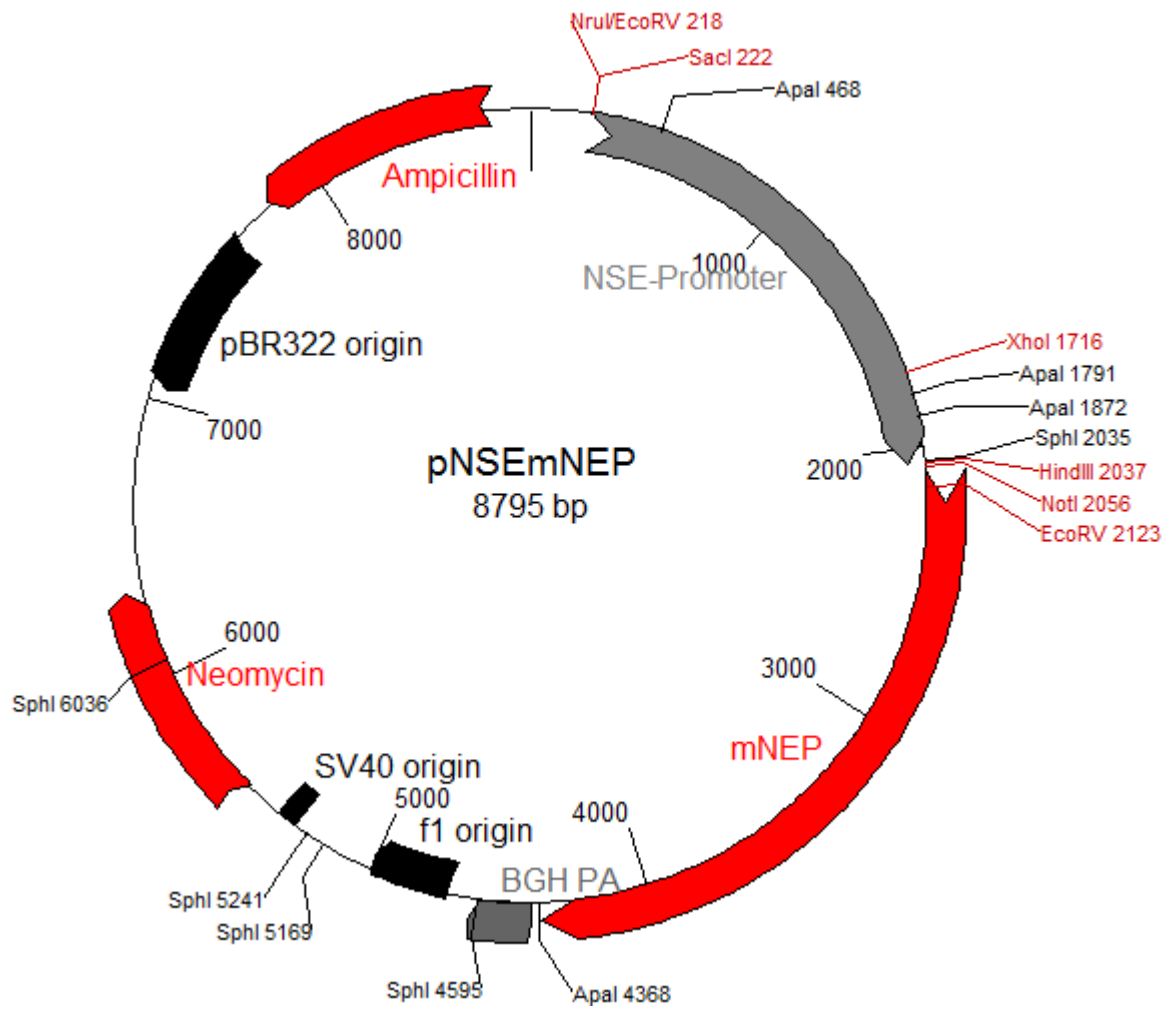 NruI/EcoRV 218
SacI 222
ApaI 468
Ampicillin
8000
1000
NSE-Promoter
pBR322 origin
XhoI 1716
ApaI 1791
ApaI 1872
7000
SphI 2035
2000
pNSEmNEP
HindIII 2037
8795 bp
NotI 2056
EcoRV 2123
6000
Neomycin
3000
SphI 6036
mNEP
SV40 origin
5000
4000
f1 origin
BGH PA
SphI 5241
SphI 5169
SphI 4595
ApaI 4368